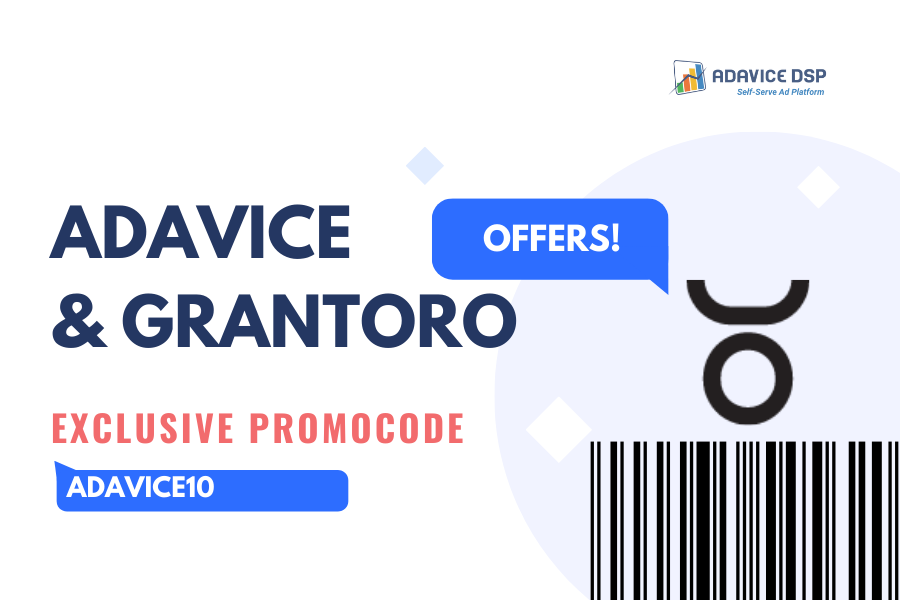 ADAVICE DSP
Self-Serve Ad Platform
ADAVICE
OFFERS!
& GRANTORO
EXCLUSIVE PROMOCODE
ADAVICE10